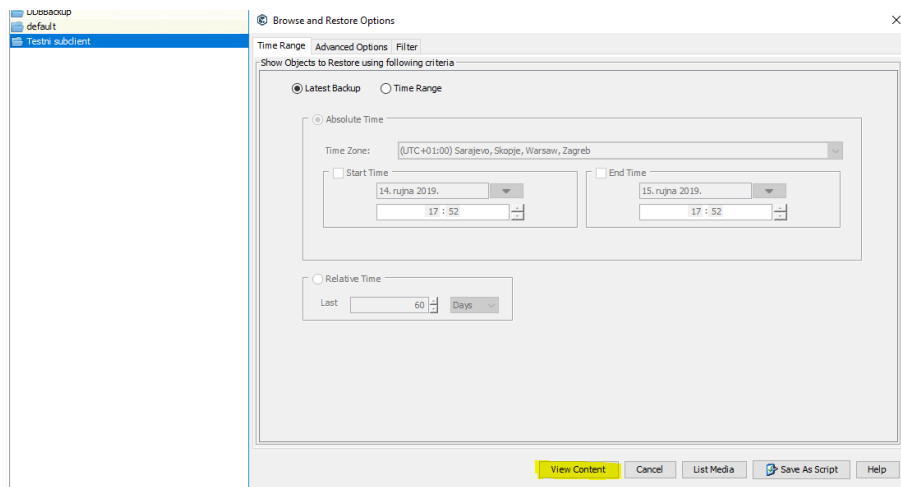 DDBBackup
default
Testni subclient
Browse and Restore Options
Time Range Advanced Options Filter
Show Objects to Restore using following criteria
Latest Backup Time Range
Absolute Time
Time Zone: (UTC+01:00) Sarajevo, Skopje, Warsaw, Zagreb
Start Time End Time
14. rujna 2019. 15. rujna 2019.
17 : 52 17 : 52
Relative Time
Last 60 Days
View Content Cancel List Media Save As Script Help